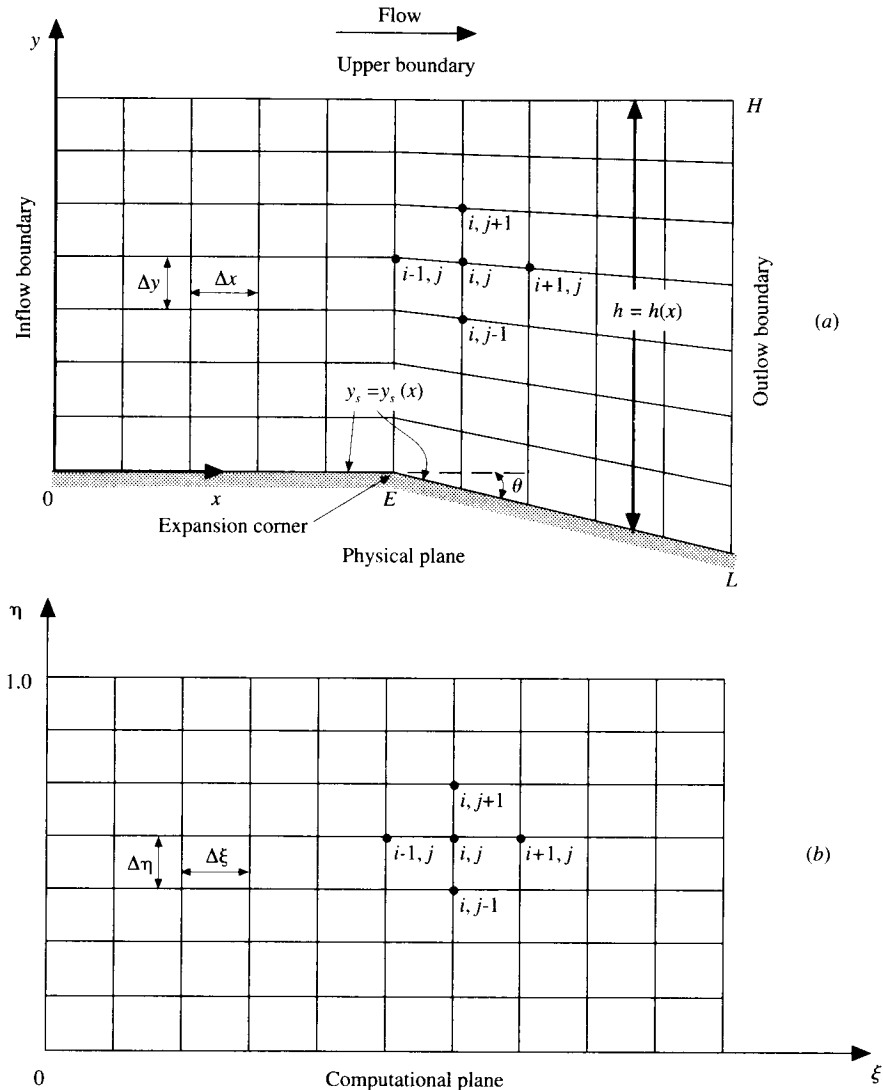 Flow
y
Upper boundary
H
Inflow boundary
i, j+1
i-1, j
i, j
i+1, j
Δy
Δx
i, j-1
h = h(x)
Outlow boundary
(a)
y_s = y_s (x)
0
x
E
θ
Expansion corner
Physical plane
L
η
1.0
i, j+1
i-1, j
i, j
i+1, j
Δη
Δξ
i, j-1
(b)
0
Computational plane
ξ